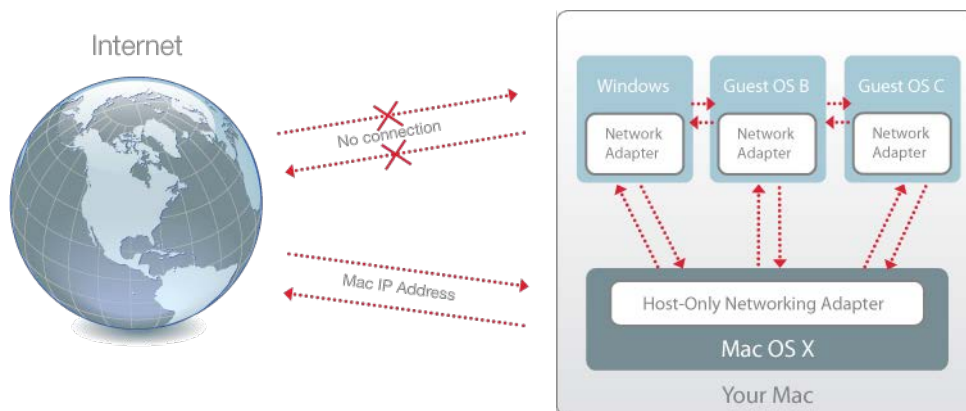 Internet
No connection
Mac IP Address
Windows
Guest OS B
Guest OS C
Network
Adapter
Network
Adapter
Network
Adapter
Host-Only Networking Adapter
Mac OS X
Your Mac